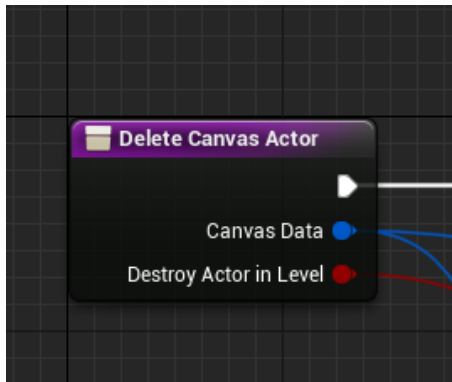 Delete Canvas Actor
Canvas Data
Destroy Actor in Level